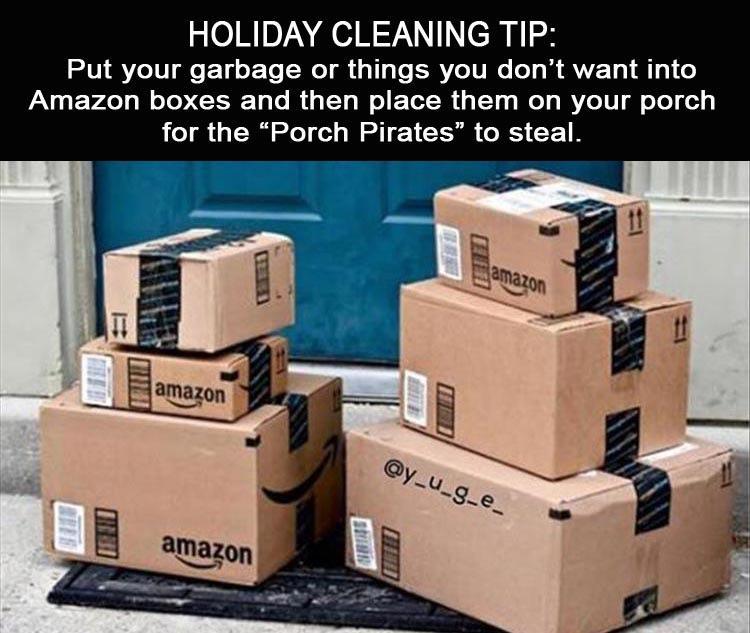 HOLIDAY CLEANING TIP:
Put your garbage or things you don’t want into
Amazon boxes and then place them on your porch
for the “Porch Pirates” to steal.
amazon
amazon
@y_u_g_e_
amazon